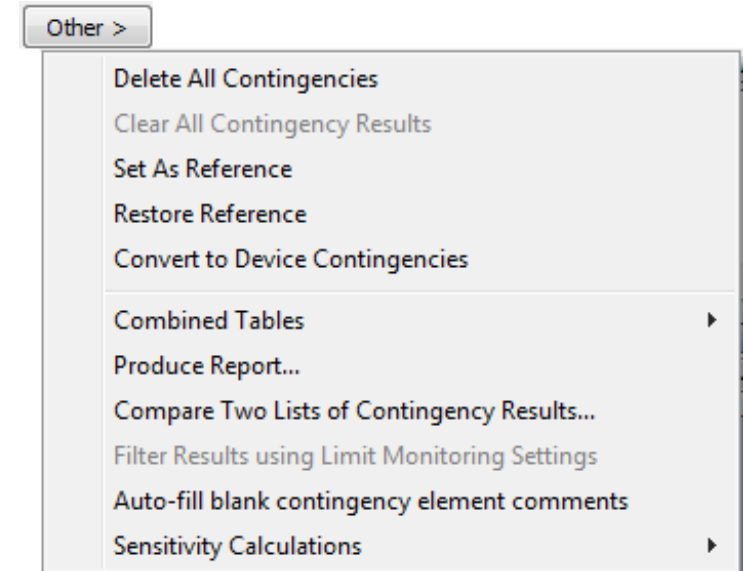 Other >
Delete All Contingencies
Clear All Contingency Results
Set As Reference
Restore Reference
Convert to Device Contingencies
Combined Tables
Produce Report...
Compare Two Lists of Contingency Results...
Filter Results using Limit Monitoring Settings
Auto-fill blank contingency element comments
Sensitivity Calculations